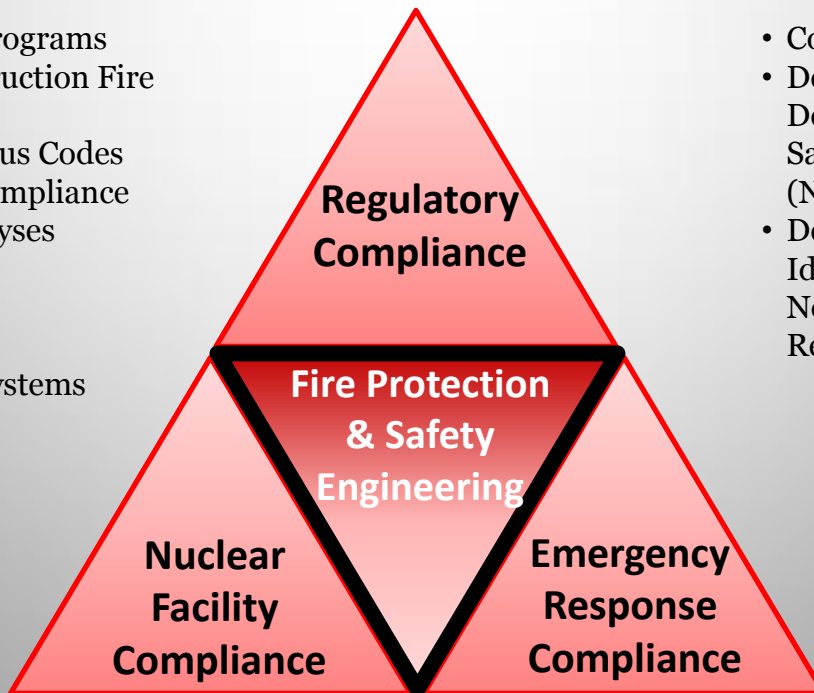 rograms
ruction Fire
us Codes
mpliance
yses
ystems
Regulatory
Compliance
Fire Protection
& Safety
Engineering
Nuclear
Facility
Compliance
Emergency
Response
Compliance
• Co
• De
De
Sa
(N
• De
Id
Ne
Re